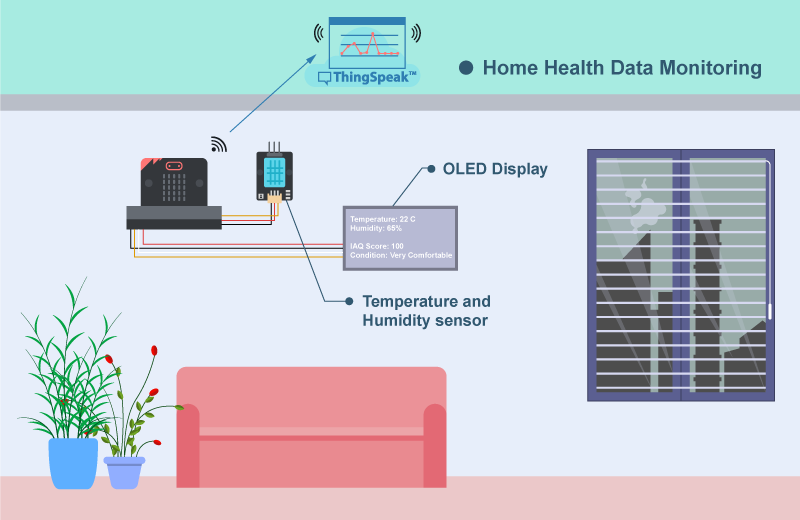 ThingSpeak™
Home Health Data Monitoring
OLED Display
Temperature: 22 C
Humidity: 65%
IAQ Score: 100
Condition: Very Comfortable
Temperature and
Humidity sensor